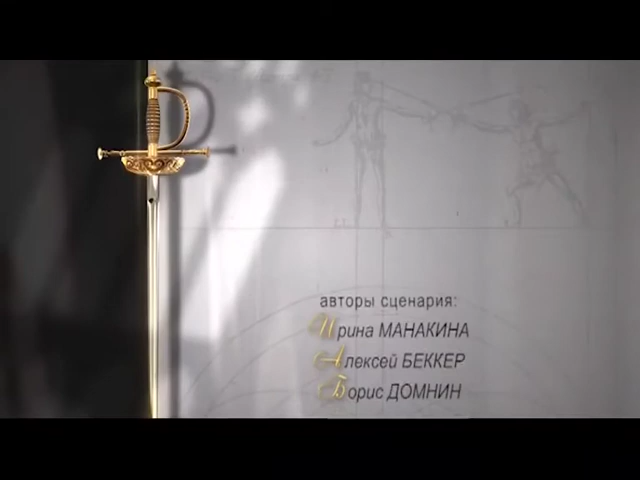 авторы сценария:
Ирина МАНАКИНА
Алексей БЕККЕР
Борис ДОМНИН